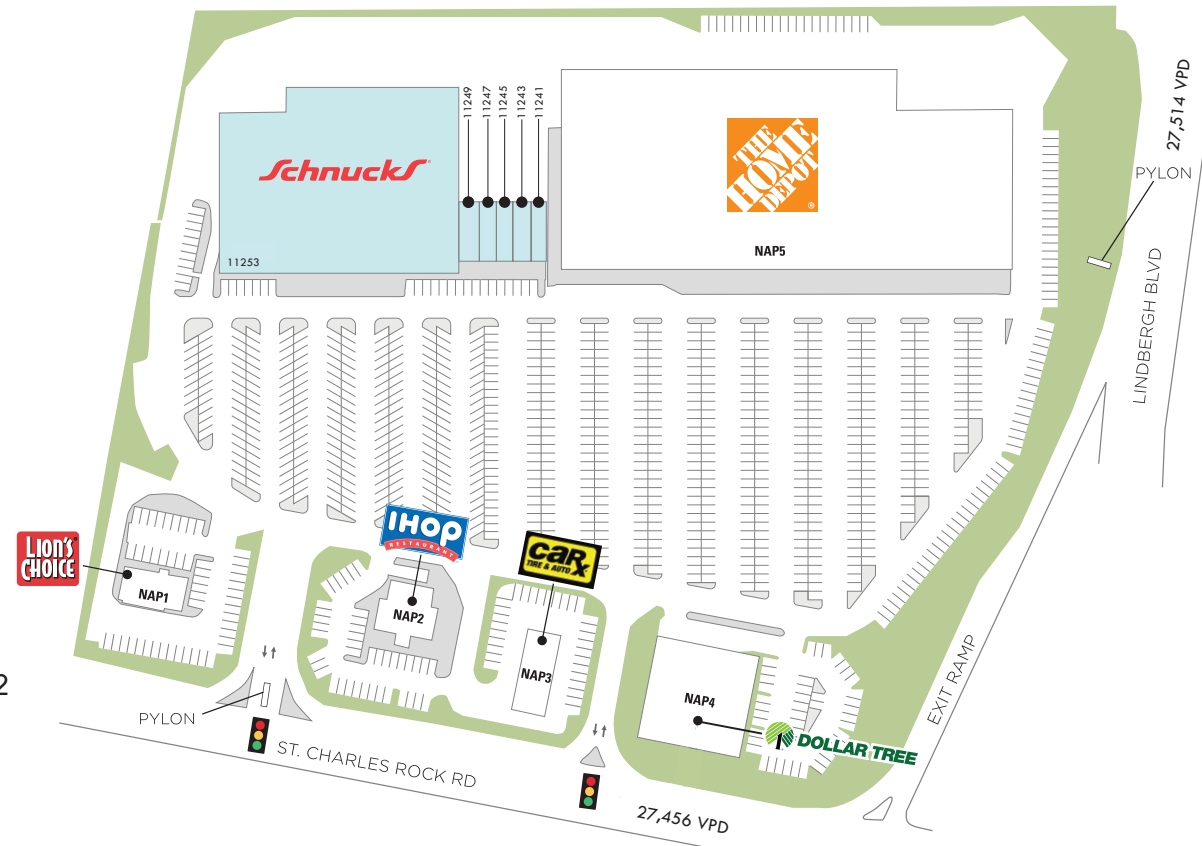 11249
11247
11245
11243
11241
27,514 VPD
Schnucks
THE
HOME
DEPOT
®
PYLON
NAP5
11253
LINDBERGH BLVD
IHOP
RESTAURANT
LION'S
CHOICE
CARX
TIRE & AUTO
NAP1
NAP2
NAP3
EXIT RAMP
2
NAP4
PYLON
1
DOLLAR TREE
ST. CHARLES ROCK RD
27,456 VPD